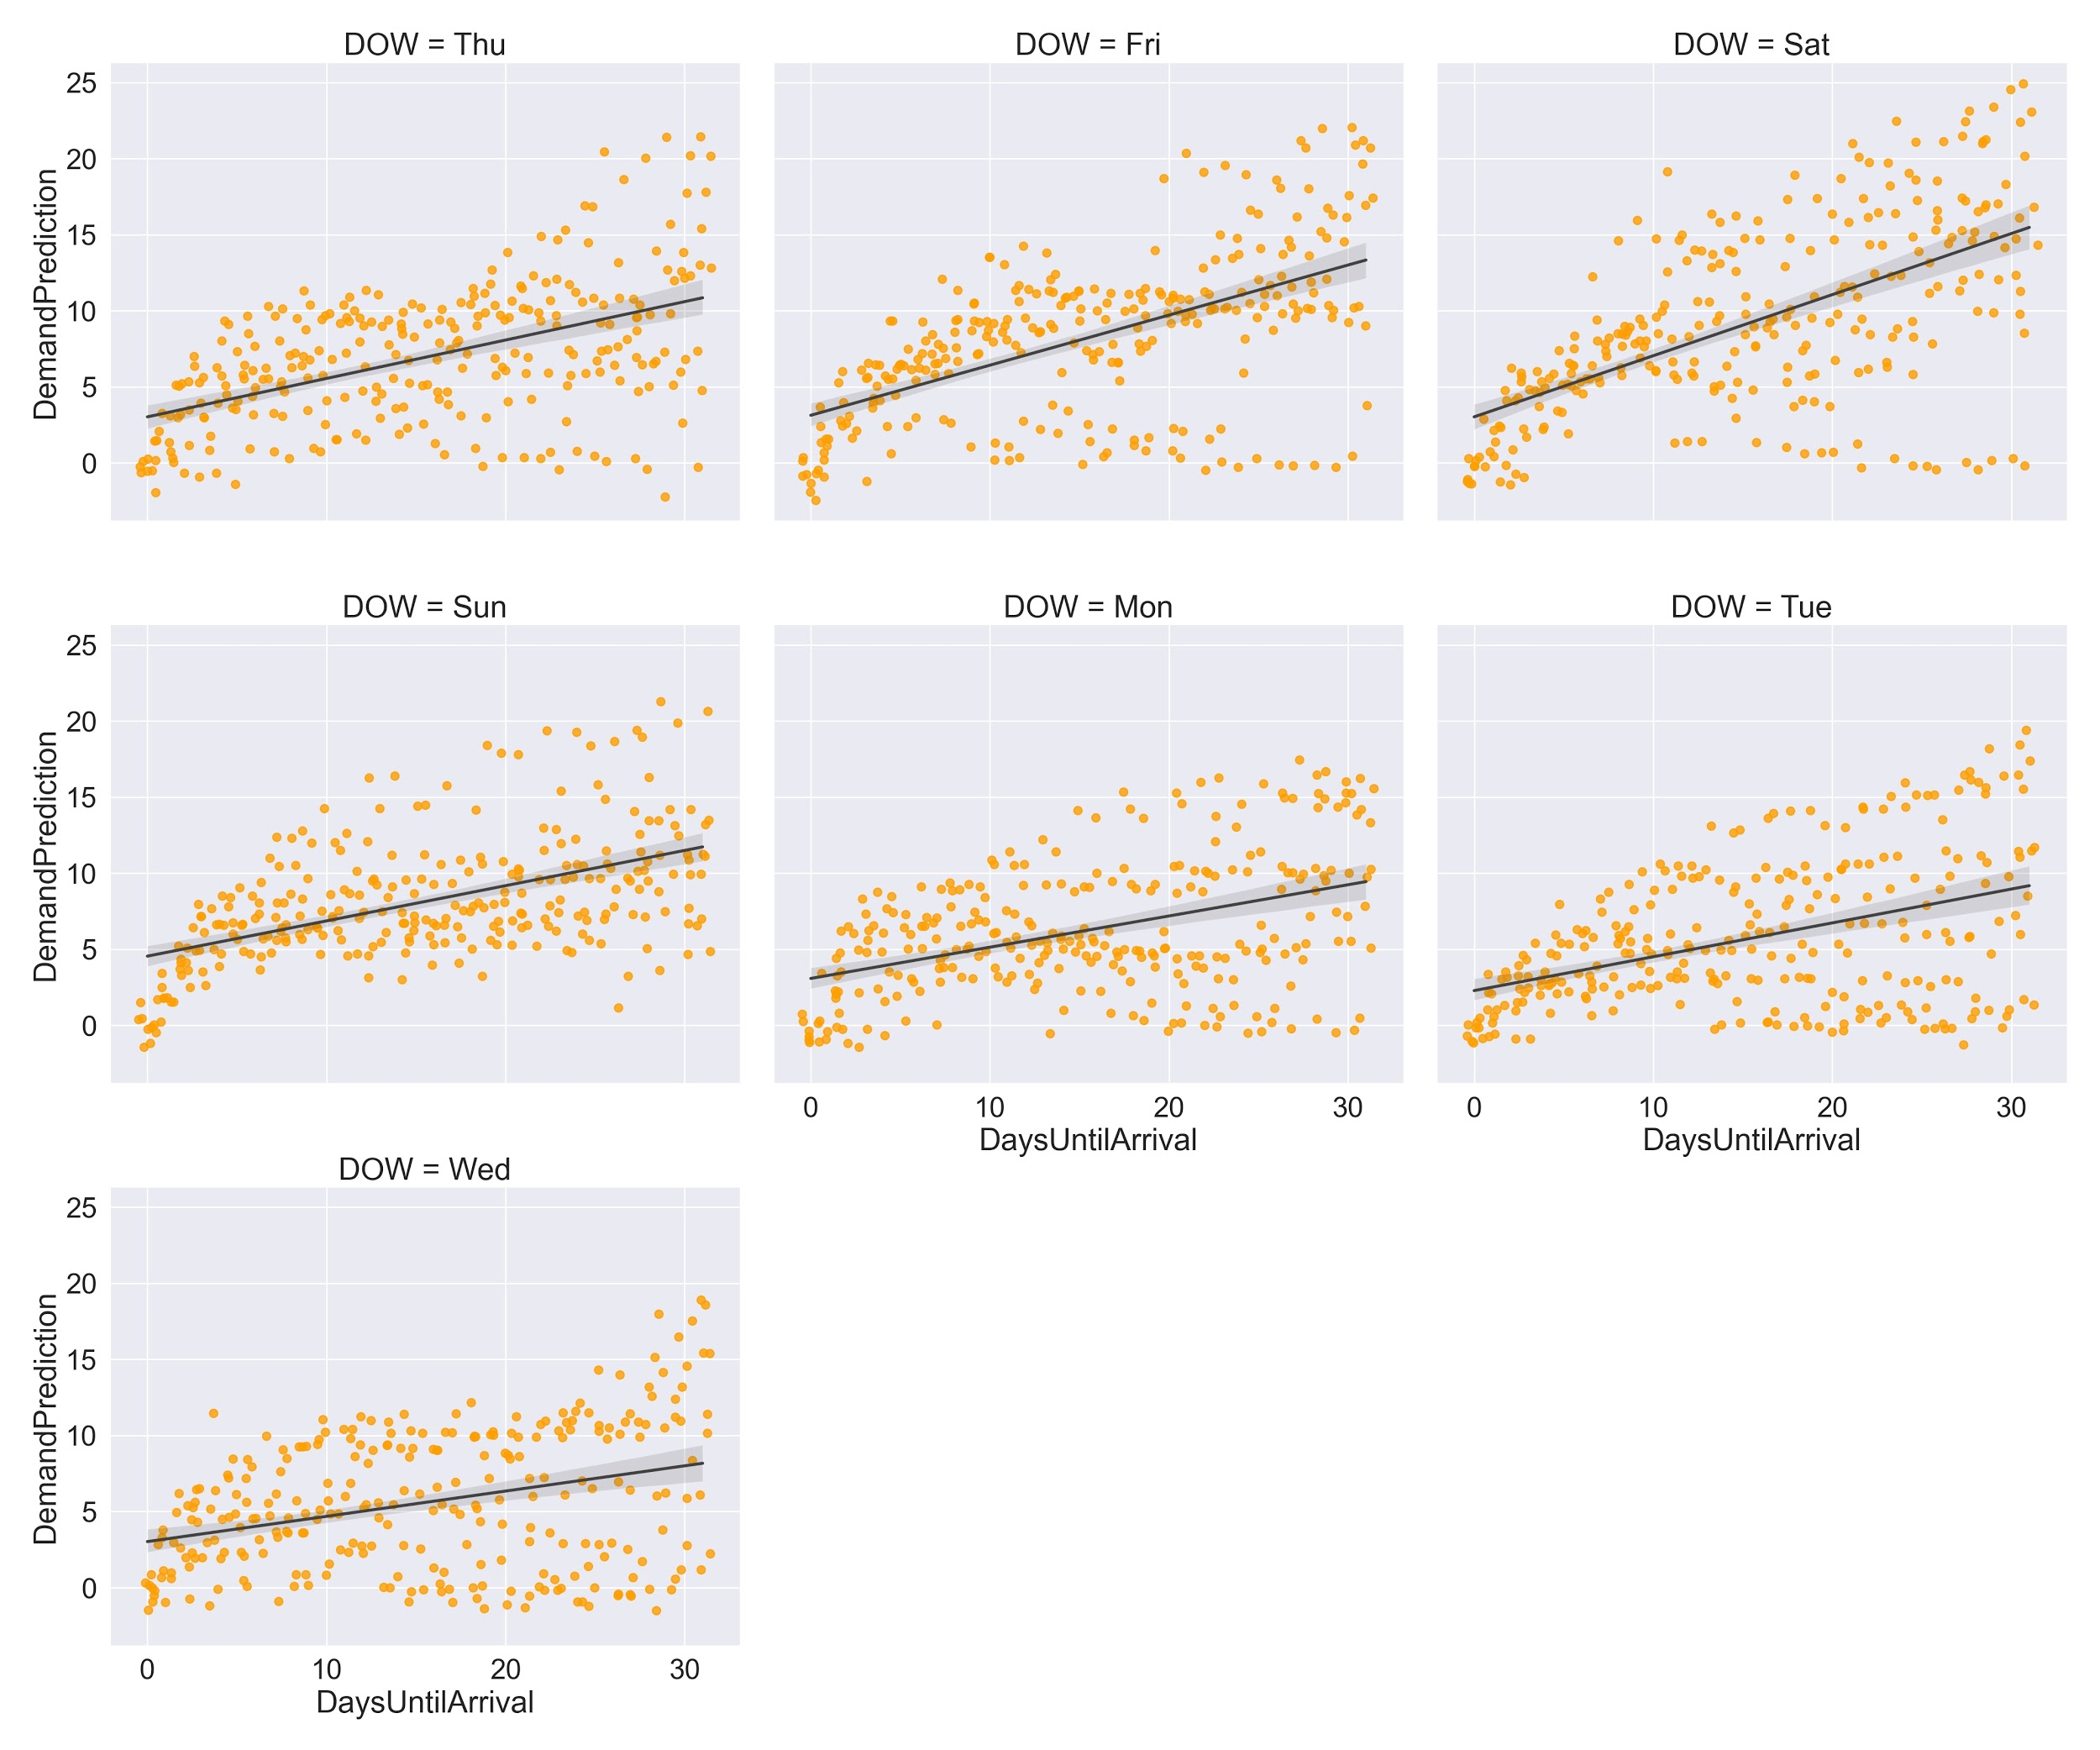 DOW = Thu
DOW = Fri
DOW = Sat
25
20
15
10
5
0
DemandPrediction
DOW = Sun
DOW = Mon
DOW = Tue
25
20
15
10
5
0
DemandPrediction
0 10 20 30
DaysUntilArrival
0 10 20 30
DaysUntilArrival
DOW = Wed
25
20
15
10
5
0
DemandPrediction
0 10 20 30
DaysUntilArrival